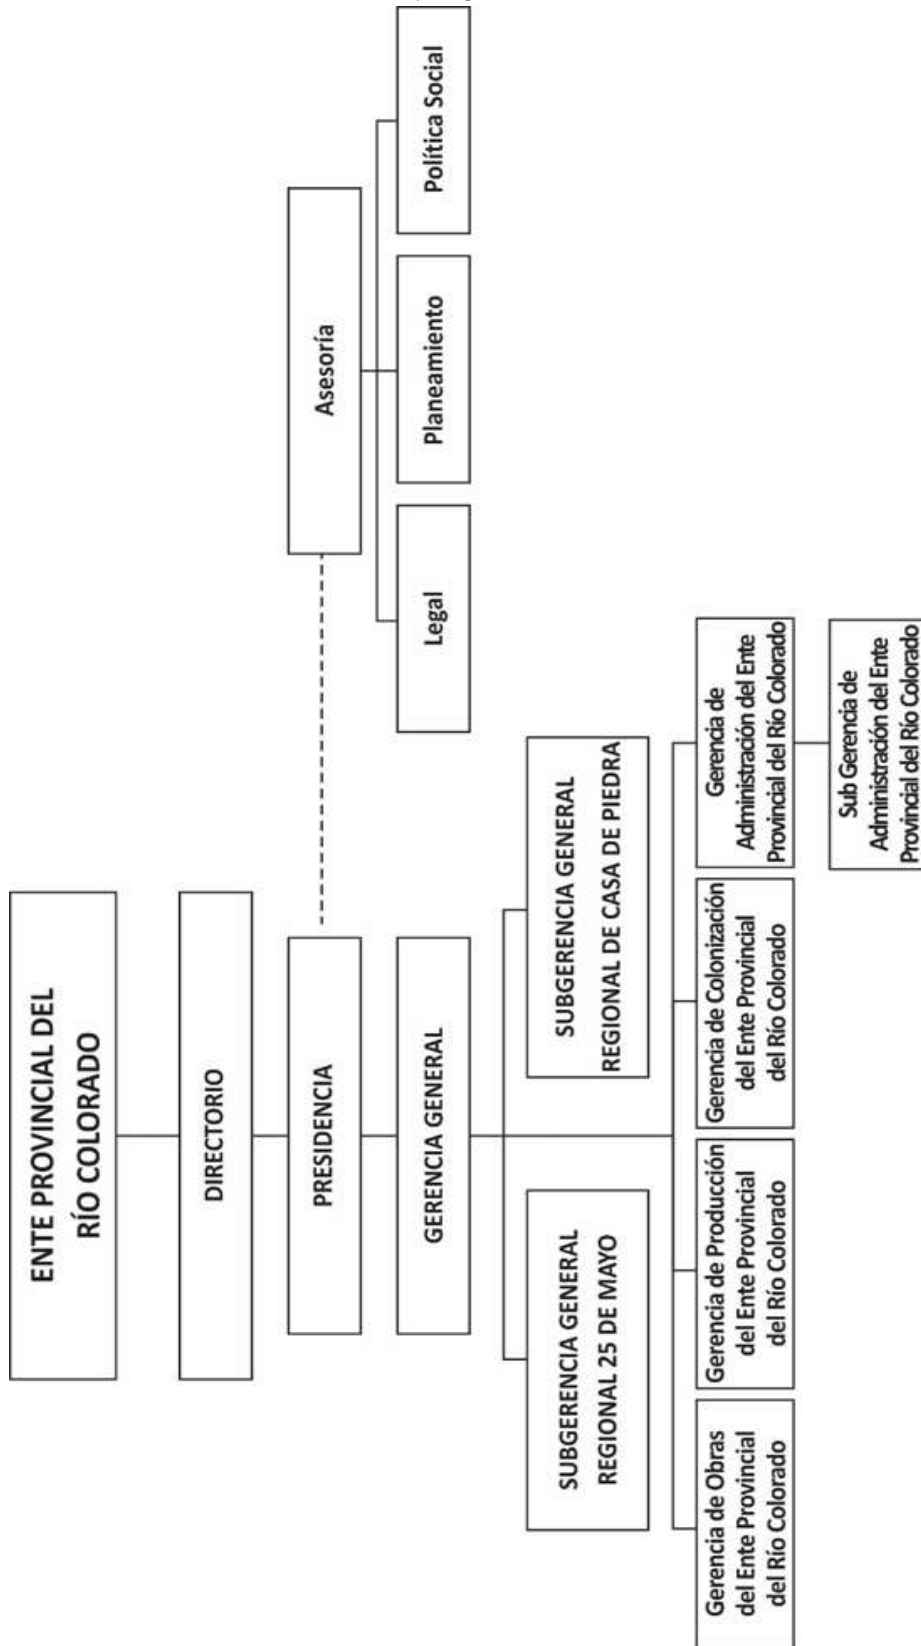 ENTE PROVINCIAL DEL
RÍO COLORADO
DIRECTORIO
PRESIDENCIA
Asesoría
GERENCIA GENERAL
Legal
Planeamiento
Política Social
SUBGERENCIA GENERAL
REGIONAL 25 DE MAYO
SUBGERENCIA GENERAL
REGIONAL DE CASA DE PIEDRA
Gerencia de Obras
del Ente Provincial
del Río Colorado
Gerencia de Producción
del Ente Provincial
del Río Colorado
Gerencia de Colonización
del Ente Provincial
del Río Colorado
Gerencia de
Administración del Ente
Provincial del Río Colorado
Sub Gerencia de
Administración del Ente
Provincial del Río Colorado